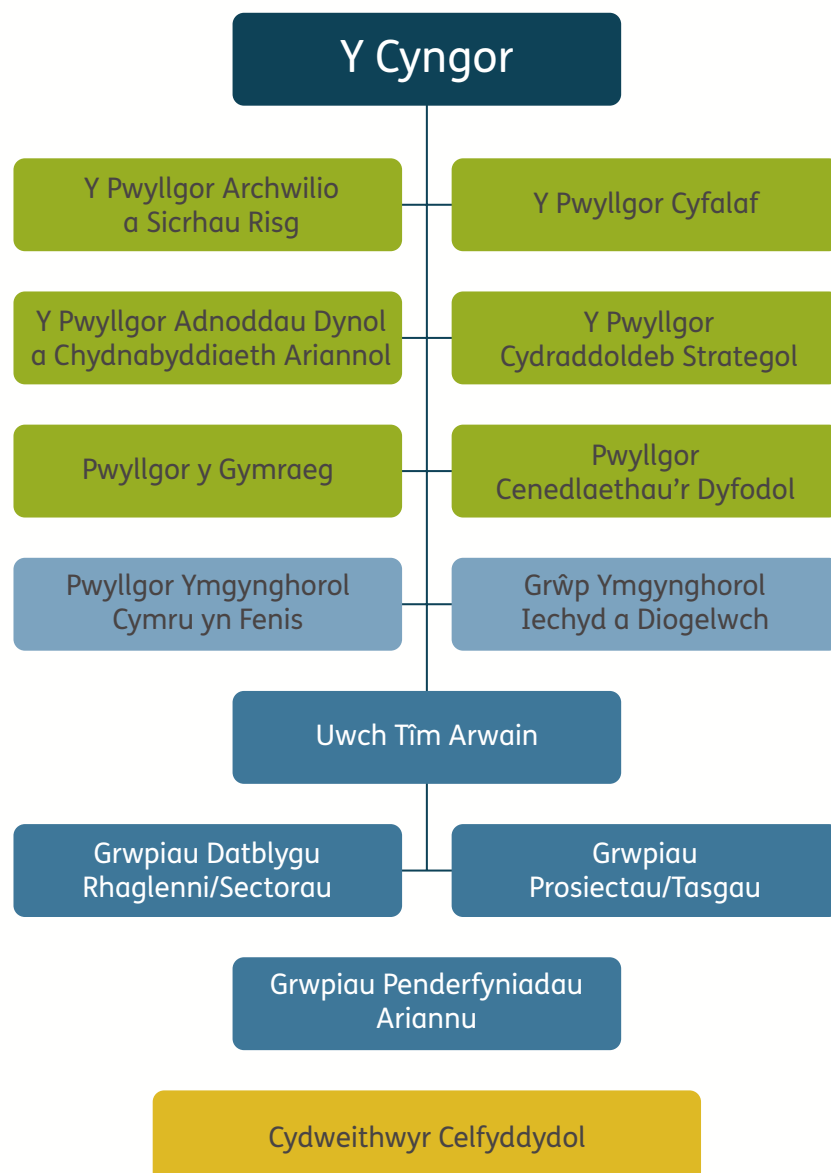 Y Cyngor
Y Pwyllgor Archwilio
a Sicrhau Risg
Y Pwyllgor Cyfalaf
Y Pwyllgor Adnoddau Dynol
a Chydnabyddiaeth Ariannol
Y Pwyllgor
Cydraddoldeb Strategol
Pwyllgor y Gymraeg
Pwyllgor
Cenedlaethau'r Dyfodol
Pwyllgor Ymgynghorol
Cymru yn Fenis
Grŵp Ymgynghorol
Iechyd a Diogelwch
Uwch Tîm Arwain
Grwpiau Datblygu
Rhaglenni/Sectorau
Grwpiau
Prosiectau/Tasgau
Grwpiau Penderfyniadau
Ariannu
Cydweithwyr Celfyddydol